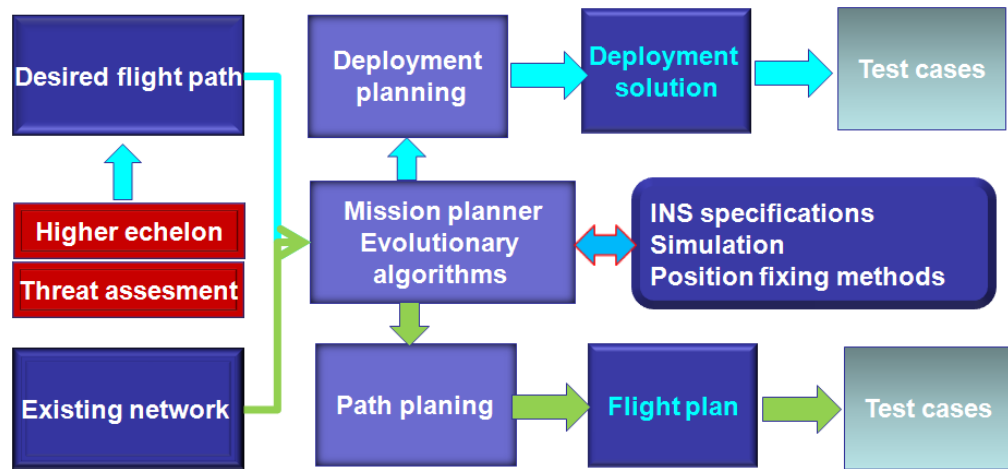 Desired flight path
Higher echelon
Threat assesment
Existing network
Deployment
planning
Deployment
solution
Test cases
Mission planner
Evolutionary
algorithms
INS specifications
Simulation
Position fixing methods
Path planing
Flight plan
Test cases